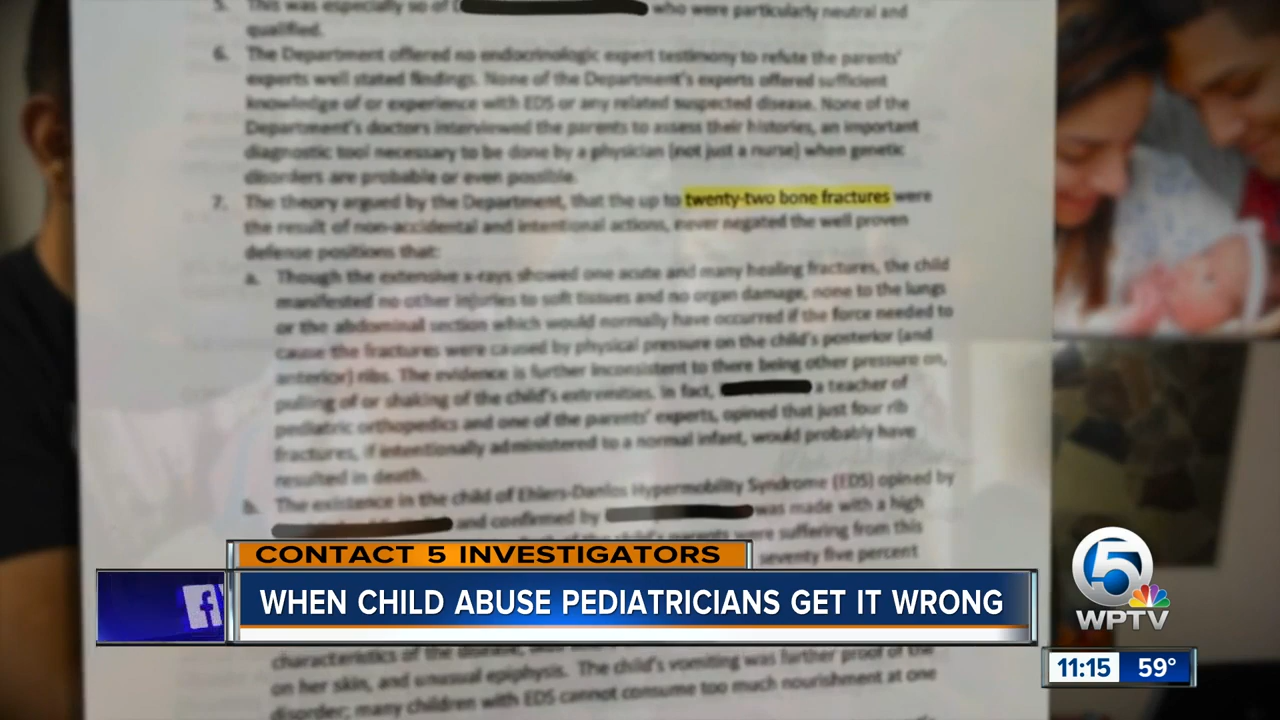 5. This was especially so of who were particularly neutral and
qualified.
6. The Department offered no endocrinologic expert testimony to refute the parents'
experts well stated findings. None of the Department's experts offered sufficient
knowledge of or experience with EDS or any related suspected disease. None of the
Department's doctors interviewed the parents to assess their histories, an important
diagnostic tool necessary to be done by a physician (not just a nurse) when genetic
disorders are probable or even possible.
7. The theory argued by the Department, that the up to twenty-two bone fractures were
the result of non-accidental and intentional actions, never negated the well proven
defense positions that:
a. Though the extensive x-rays showed one acute and many healing fractures, the child
manifested no other injuries to soft tissues and no organ damage, none to the lungs
or the abdominal section which would normally have occurred if the force needed to
cause the fractures were caused by physical pressure on the child's posterior (and
anterior) ribs. The evidence is further inconsistent to there being other pressure on,
pulling of or shaking of the child's extremities. In fact, a teacher of
pediatric orthopedics and one of the parents' experts, opined that just four rib
fractures, if intentionally administered to a normal infant, would probably have
resulted in death.
b. The existence in the child of Ehlers-Danlos Hypermobility Syndrome (EDS) opined by
and confirmed by was made with a high
child's parents were suffering from this
seventy five percent
CONTACT 5 INVESTIGATORS
f
WHEN CHILD ABUSE PEDIATRICIANS GET IT WRONG
5
WPTV
11:15 59°
characteristics of the disease,
on her skin, and unusual epiphysis. The child's vomiting was further proof of the
disorder; many children with EDS cannot consume too much nourishment at one